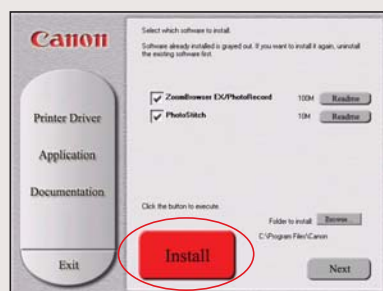 Canon
Select which software to install.
Software already installed is grayed out. If you want to install it again, uninstall
the existing software first.
ZoomBrowser EX/PhotoRecord 100M Readme
PhotoStitch 10M Readme
Printer Driver
Application
Documentation
Exit
Click the button to execute.
Install
Folder to install: Browse...
C:\Program Files\Canon
Next